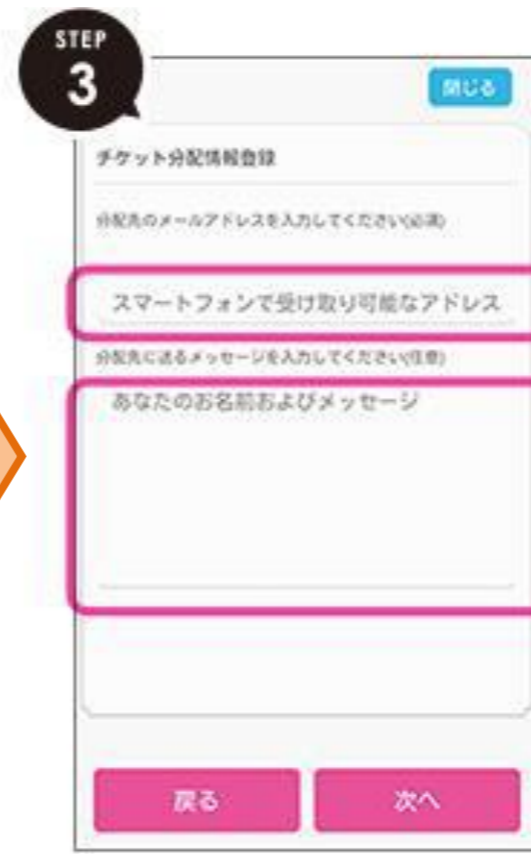 STEP
3
閉じる
チケット分配情報登録
分配先のメールアドレスを入力してください(必須)
スマートフォンで受け取り可能なアドレス
分配先に送るメッセージを入力してください(任意)
あなたのお名前およびメッセージ
戻る
次へ